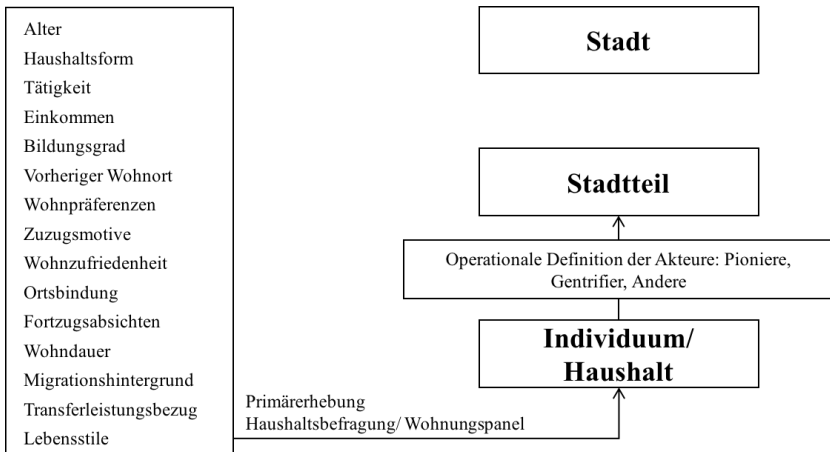 Alter
Haushaltsform
Tätigkeit
Einkommen
Bildungsgrad
Vorheriger Wohnort
Wohnpräferenzen
Zuzugsmotive
Wohnzufriedenheit
Ortsbindung
Fortzugsabsichten
Wohndauer
Migrationshintergrund
Transferleistungsbezug
Lebensstile
Primärerhebung
Haushaltsbefragung/ Wohnungspanel
Stadt
Stadtteil
Operationale Definition der Akteure: Pioniere,
Gentrifier, Andere
Individuum/
Haushalt